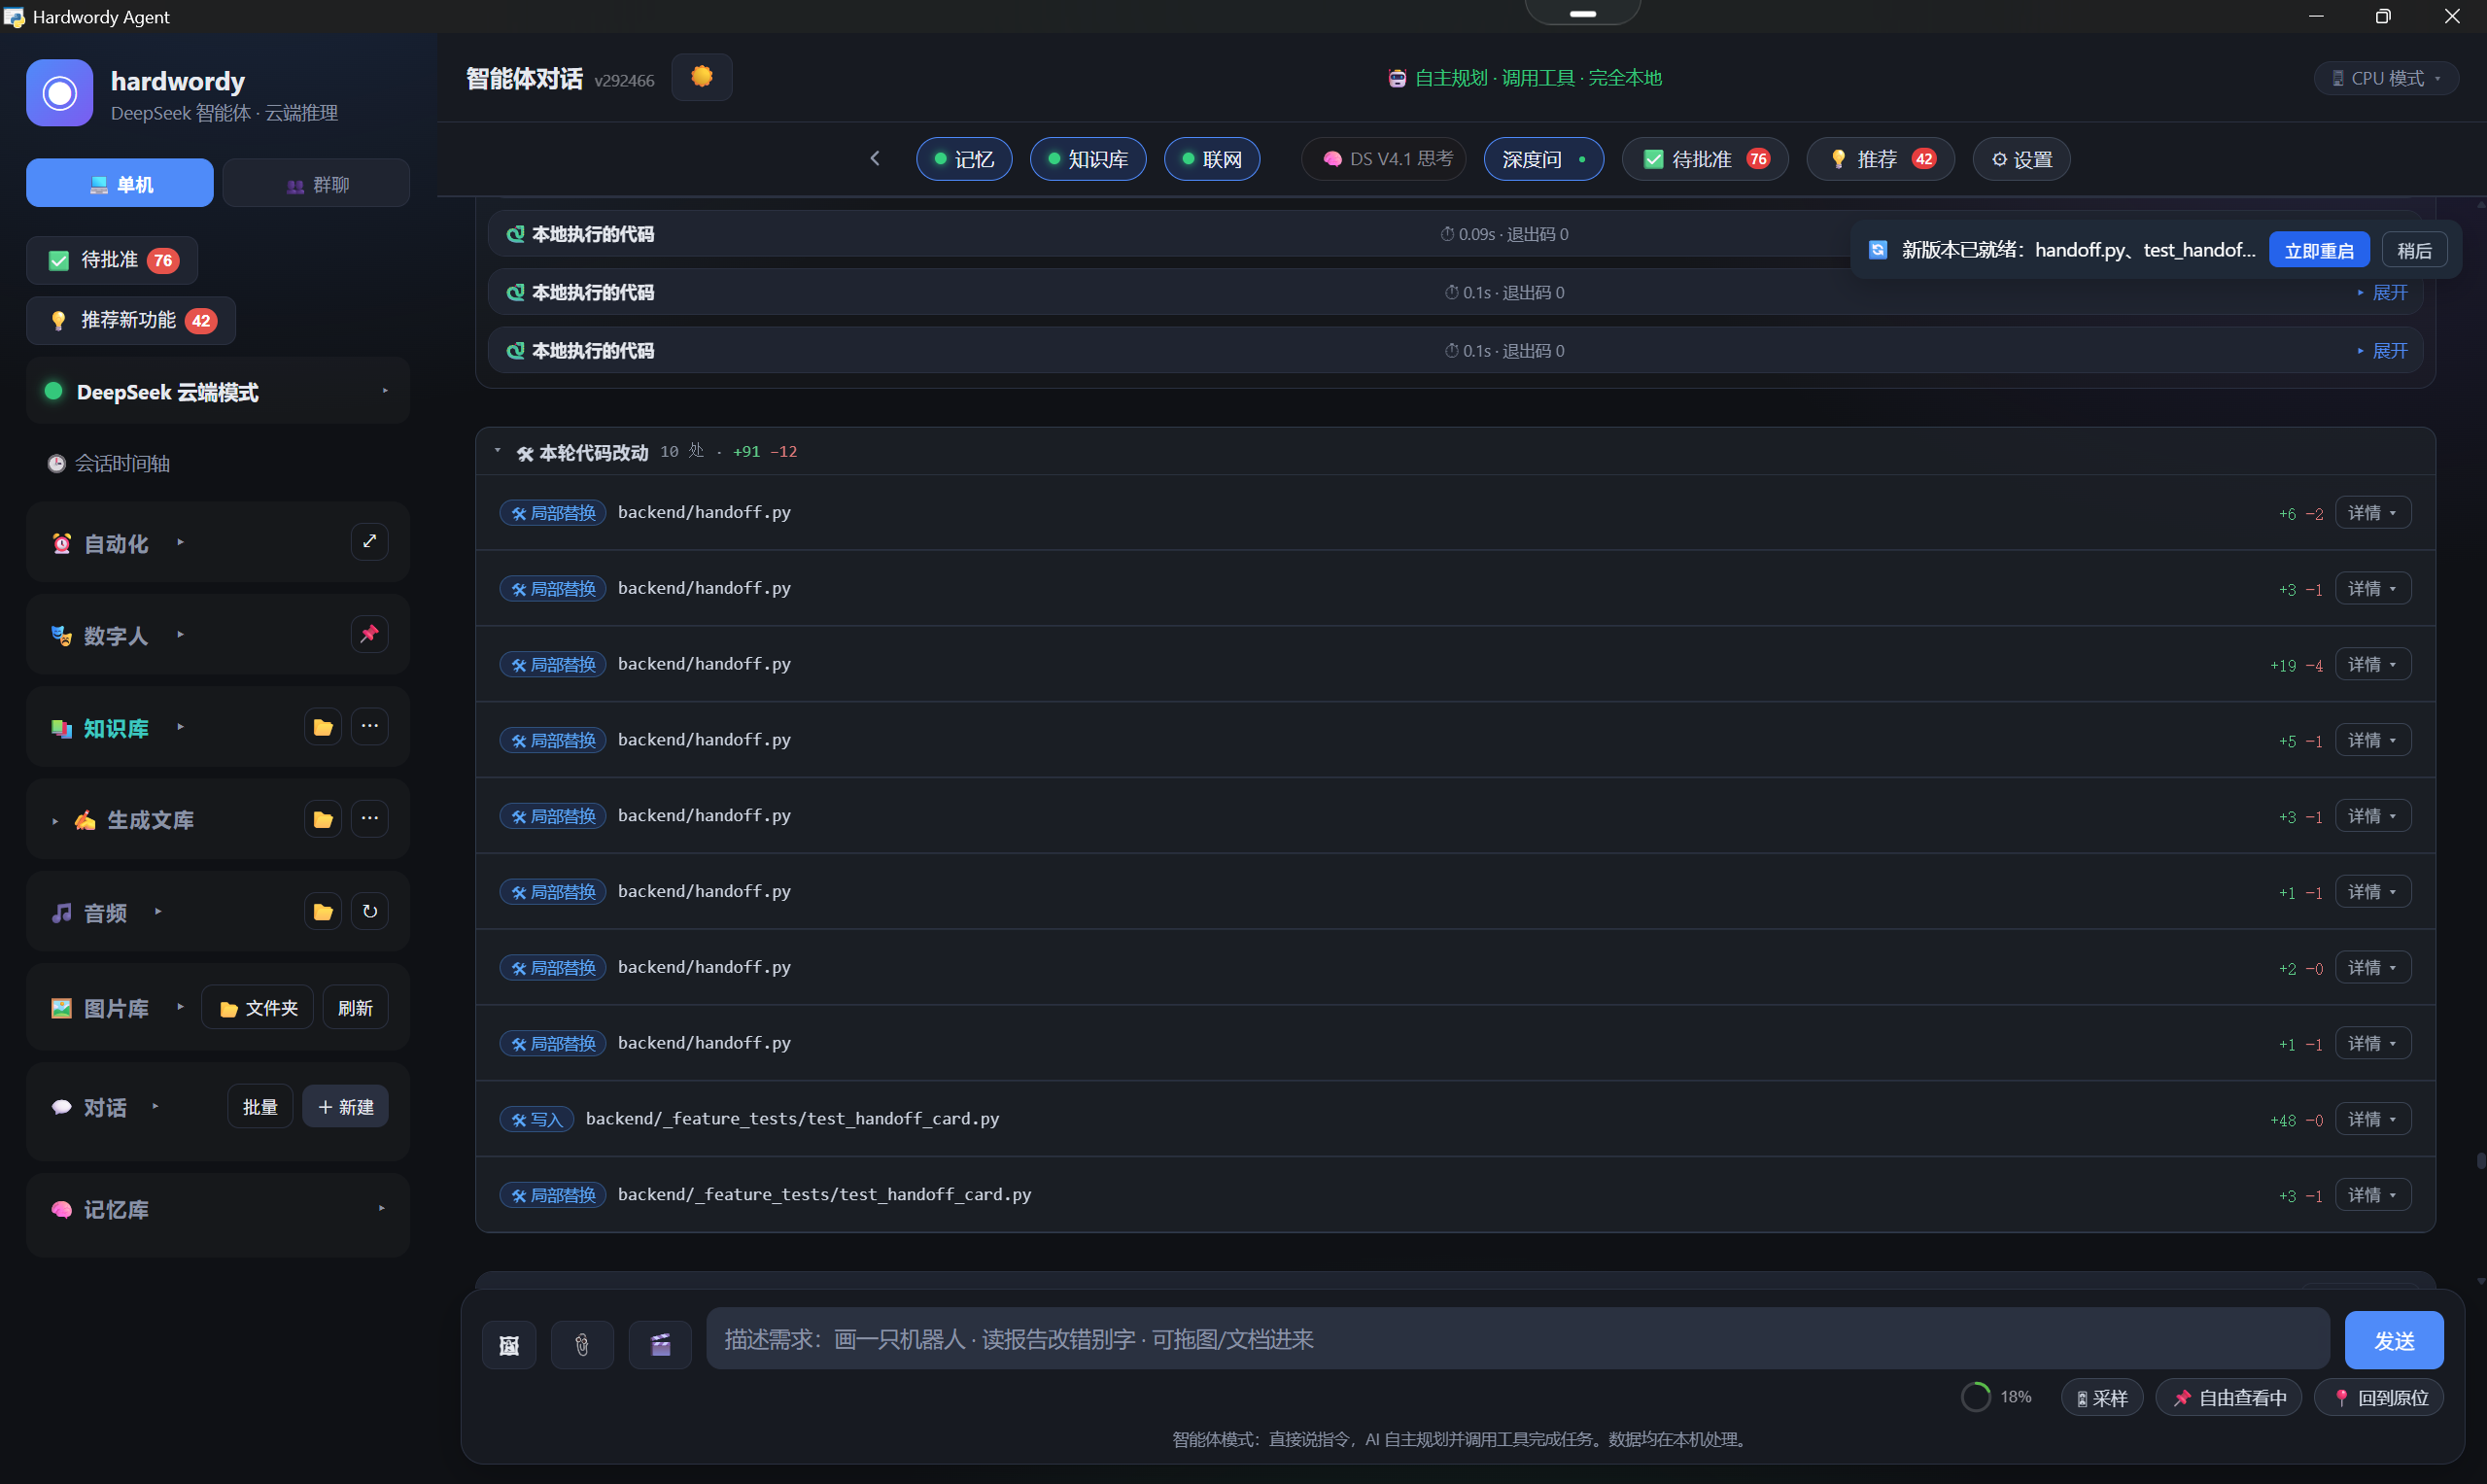 Hardwordy Agent
hardwordy
DeepSeek 智能体 · 云端推理
单机
群聊
待批准 76
推荐新功能 42
DeepSeek 云端模式
会话时间轴
自动化
数字人
知识库
生成文库
音频
图片库 文件夹 刷新
对话 批量 + 新建
记忆库
智能体对话 v292466
自主规划 · 调用工具 · 完全本地
CPU 模式
记忆
知识库
联网
DS V4.1 思考
深度问
待批准 76
推荐 42
设置
本地执行的代码 0.09s · 退出码 0
新版本已就绪：handoff.py、test_handof... 立即重启 稍后
本地执行的代码 0.1s · 退出码 0 展开
本地执行的代码 0.1s · 退出码 0 展开
本轮代码改动 10 处 · +91 −12
局部替换 backend/handoff.py +6 −2 详情
局部替换 backend/handoff.py +3 −1 详情
局部替换 backend/handoff.py +19 −4 详情
局部替换 backend/handoff.py +5 −1 详情
局部替换 backend/handoff.py +3 −1 详情
局部替换 backend/handoff.py +1 −1 详情
局部替换 backend/handoff.py +2 −0 详情
局部替换 backend/handoff.py +1 −1 详情
写入 backend/_feature_tests/test_handoff_card.py +48 −0 详情
局部替换 backend/_feature_tests/test_handoff_card.py +3 −1 详情
描述需求：画一只机器人 · 读报告改错别字 · 可拖图/文档进来
发送
18% 采样 自由查看中 回到原位
智能体模式：直接说指令，AI 自主规划并调用工具完成任务。数据均在本机处理。